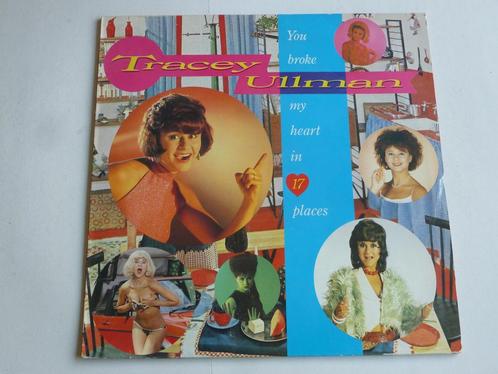 Tracey
Ullman
You
broke
my
heart
in
17
places